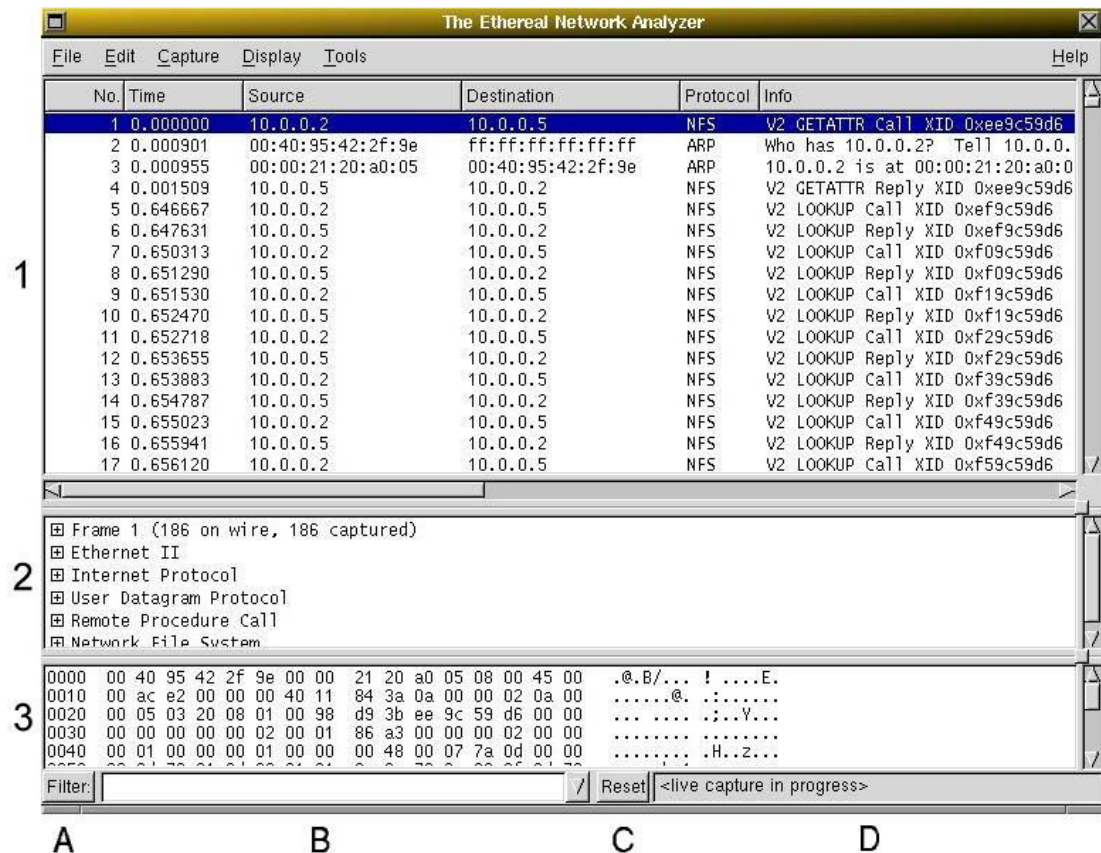 The Ethereal Network Analyzer
File Edit Capture Display Tools Help
No. Time Source Destination Protocol Info
1 0.000000 10.0.0.2 10.0.0.5 NFS V2 GETATTR Call XID 0xee9c59d6
2 0.000901 00:40:95:42:2f:9e ff:ff:ff:ff:ff:ff ARP Who has 10.0.0.2? Tell 10.0.0.
3 0.000955 00:00:21:20:a0:05 00:40:95:42:2f:9e ARP 10.0.0.2 is at 00:00:21:20:a0:0
4 0.001509 10.0.0.5 10.0.0.2 NFS V2 GETATTR Reply XID 0xee9c59d6
5 0.646667 10.0.0.2 10.0.0.5 NFS V2 LOOKUP Call XID 0xef9c59d6
6 0.647631 10.0.0.5 10.0.0.2 NFS V2 LOOKUP Reply XID 0xef9c59d6
7 0.650313 10.0.0.2 10.0.0.5 NFS V2 LOOKUP Call XID 0xf09c59d6
8 0.651290 10.0.0.5 10.0.0.2 NFS V2 LOOKUP Reply XID 0xf09c59d6
9 0.651530 10.0.0.2 10.0.0.5 NFS V2 LOOKUP Call XID 0xf19c59d6
10 0.652470 10.0.0.5 10.0.0.2 NFS V2 LOOKUP Reply XID 0xf19c59d6
11 0.652718 10.0.0.2 10.0.0.5 NFS V2 LOOKUP Call XID 0xf29c59d6
12 0.653655 10.0.0.5 10.0.0.2 NFS V2 LOOKUP Reply XID 0xf29c59d6
13 0.653883 10.0.0.2 10.0.0.5 NFS V2 LOOKUP Call XID 0xf39c59d6
14 0.654787 10.0.0.5 10.0.0.2 NFS V2 LOOKUP Reply XID 0xf39c59d6
15 0.655023 10.0.0.2 10.0.0.5 NFS V2 LOOKUP Call XID 0xf49c59d6
16 0.655941 10.0.0.5 10.0.0.2 NFS V2 LOOKUP Reply XID 0xf49c59d6
17 0.656120 10.0.0.2 10.0.0.5 NFS V2 LOOKUP Call XID 0xf59c59d6
1
Frame 1 (186 on wire, 186 captured)
Ethernet II
Internet Protocol
User Datagram Protocol
Remote Procedure Call
Network File System
2
0000 00 40 95 42 2f 9e 00 00 21 20 a0 05 08 00 45 00 .@.B/... ! ....E.
0010 00 ac e2 00 00 00 40 11 84 3a 0a 00 00 02 0a 00 ......@. .:......
0020 00 05 03 20 08 01 00 98 d9 3b ee 9c 59 d6 00 00 ... .... .;..Y...
0030 00 00 00 00 00 02 00 01 86 a3 00 00 00 02 00 00 ........ ........
0040 00 01 00 00 00 01 00 00 00 48 00 07 7a 0d 00 00 ........ .H..z...
3
Filter: Reset <live capture in progress>
A B C D